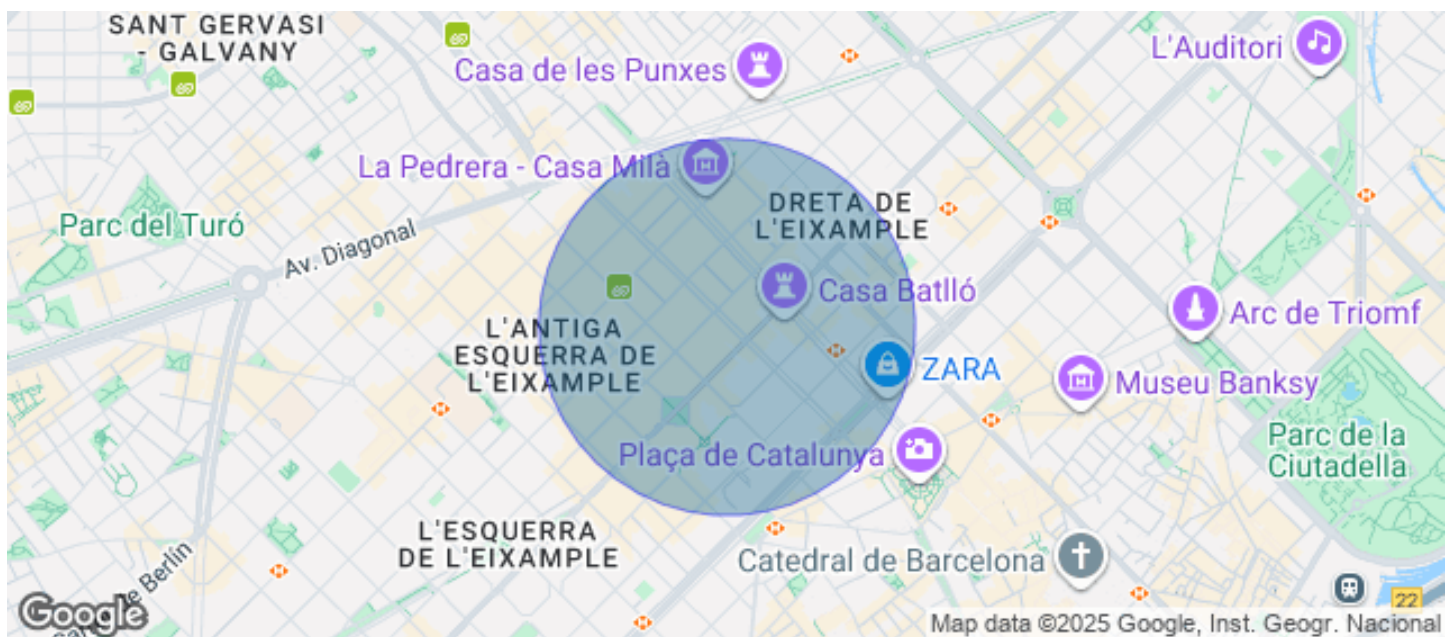 SANT GERVASI
- GALVANY
L'Auditori
Casa de les Punxes
La Pedrera - Casa Milà
DRETA DE
L'EIXAMPLE
Parc del Turó
Av. Diagonal
Casa Batlló
Arc de Triomf
L'ANTIGA
ESQUERRA DE
L'EIXAMPLE
ZARA
Museu Banksy
Plaça de Catalunya
Parc de la
Ciutadella
L'ESQUERRA
DE L'EIXAMPLE
Catedral de Barcelona
de Berlín
22
Google
Map data ©2025 Google, Inst. Geogr. Nacional